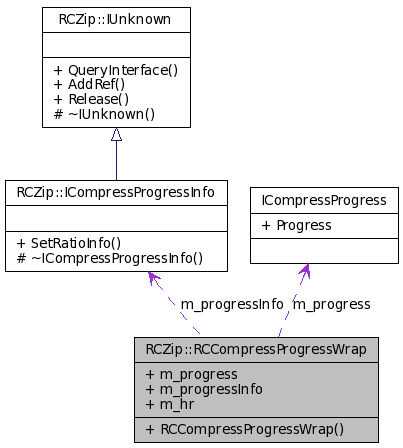 RCZip::IUnknown
+ QueryInterface()
+ AddRef()
+ Release()
# ~IUnknown()
RCZip::ICompressProgressInfo
+ SetRatioInfo()
# ~ICompressProgressInfo()
ICompressProgress
+ Progress
m_progressInfo
m_progress
RCZip::RCCompressProgressWrap
+ m_progress
+ m_progressInfo
+ m_hr
+ RCCompressProgressWrap()